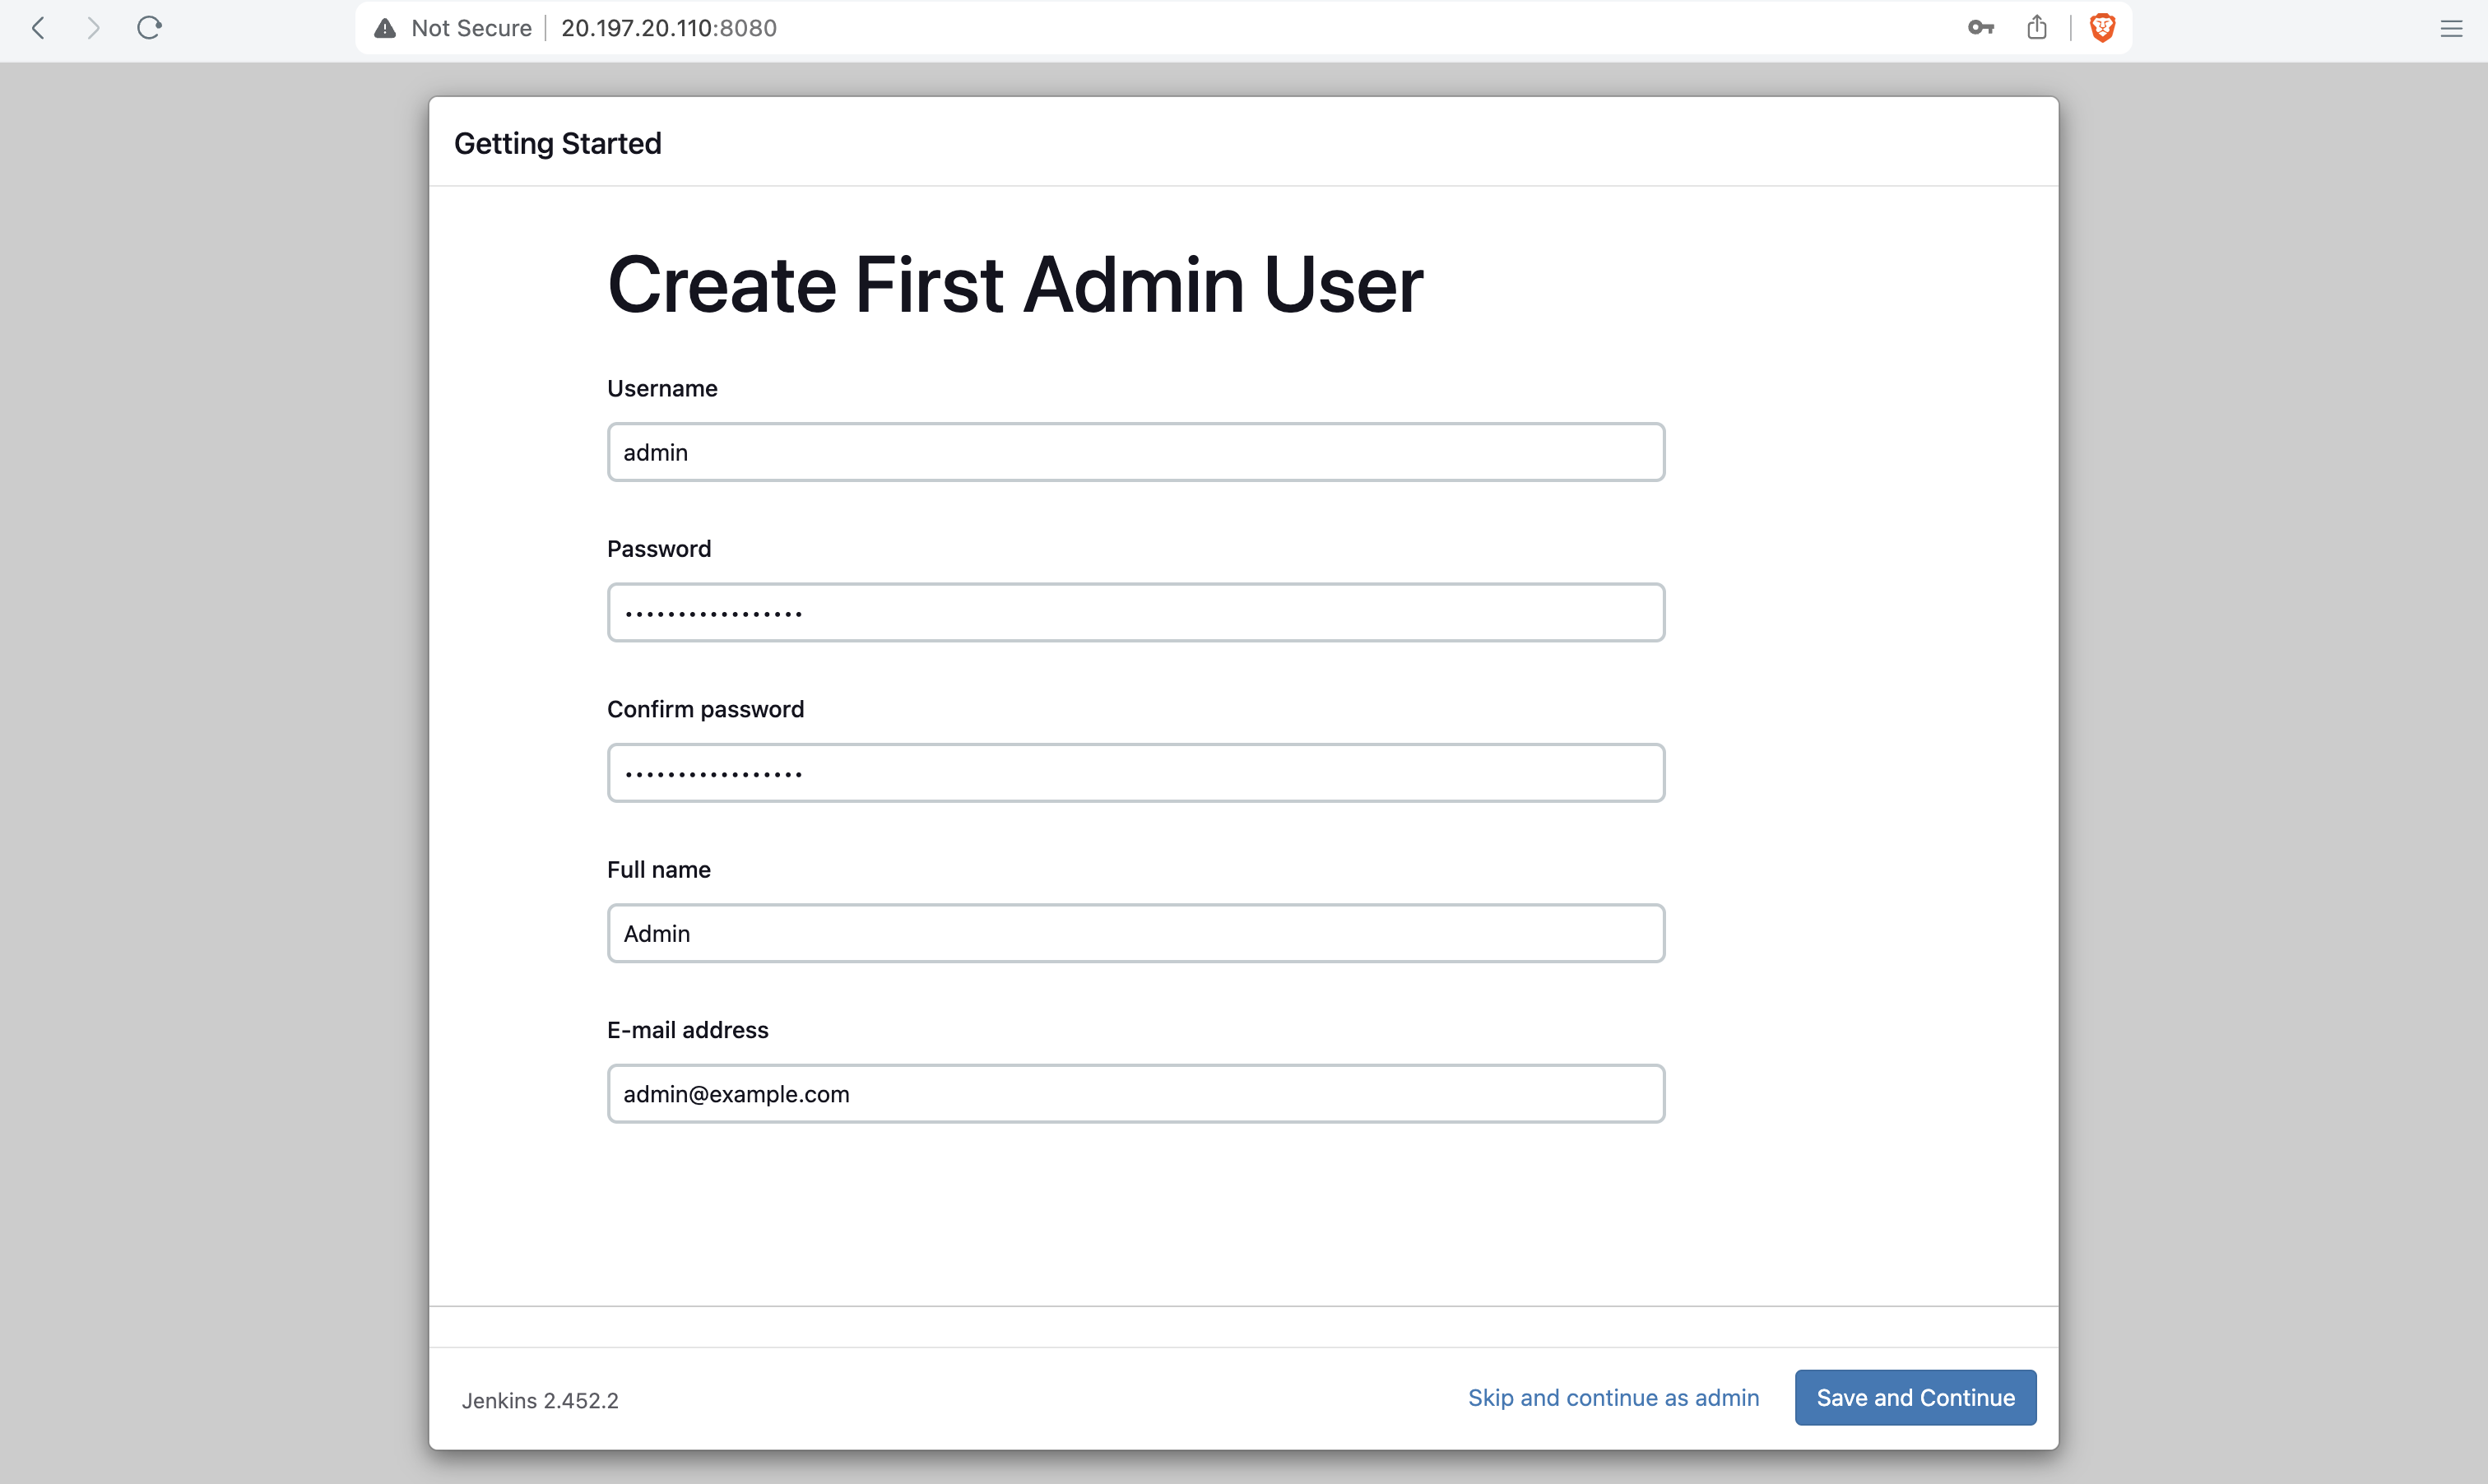 Not Secure 20.197.20.110:8080
Getting Started
Create First Admin User
Username
admin
Password
•••••••••••••••••
Confirm password
•••••••••••••••••
Full name
Admin
E-mail address
admin@example.com
Jenkins 2.452.2
Skip and continue as admin
Save and Continue